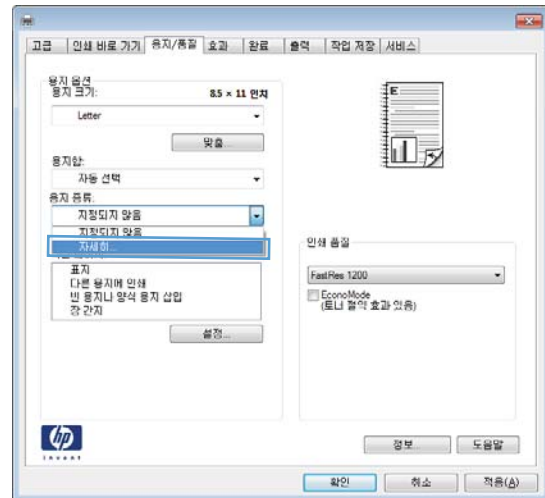 고급 인쇄 바로 가기 용지/품질 효과 완료 출력 작업 저장 서비스
용지 옵션
용지 크기: 8.5 × 11 인치
Letter
맞춤...
용지함:
자동 선택
용지 종류:
지정되지 않음
지정되지 않음
자세히...
표지
다른 용지에 인쇄
빈 용지나 양식 용지 삽입
장 간지
설정...
E
인쇄 품질
FastRes 1200
EconoMode
(토너 절약 효과 있음)
hp
invent
정보... 도움말
확인 취소 적용(A)